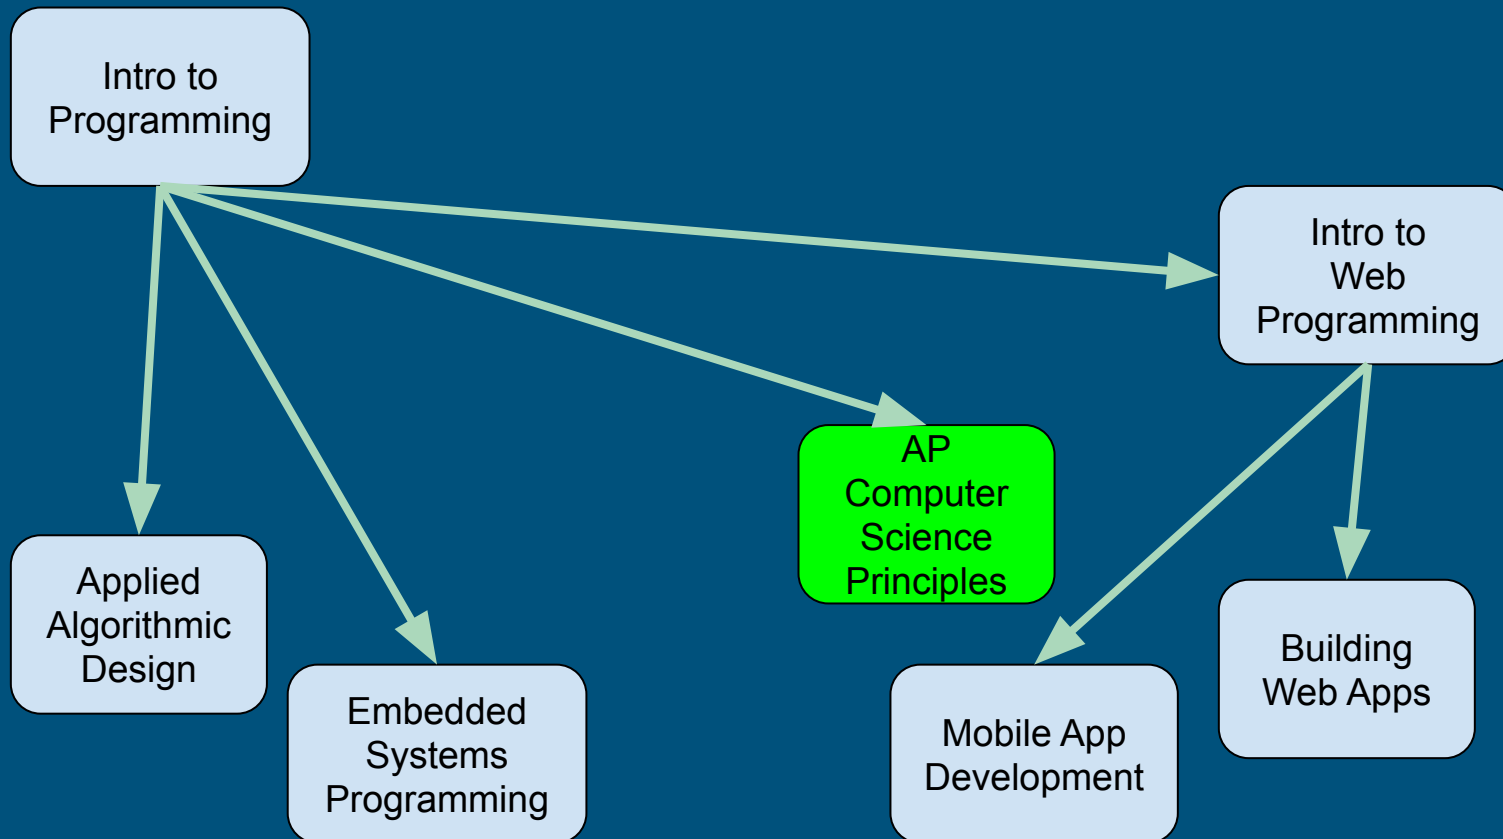 Intro to
Programming
Intro to
Web
Programming
AP
Computer
Science
Principles
Applied
Algorithmic
Design
Embedded
Systems
Programming
Mobile App
Development
Building
Web Apps